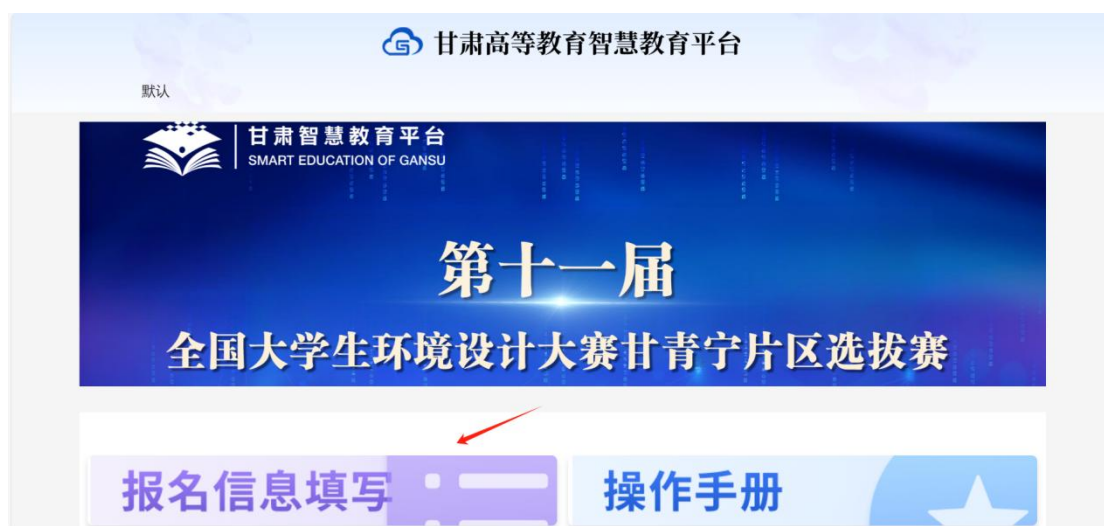 甘肃高等教育智慧教育平台
默认
甘肃智慧教育平台
SMART EDUCATION OF GANSU
第十一届
全国大学生环境设计大赛甘青宁片区选拔赛
报名信息填写
操作手册